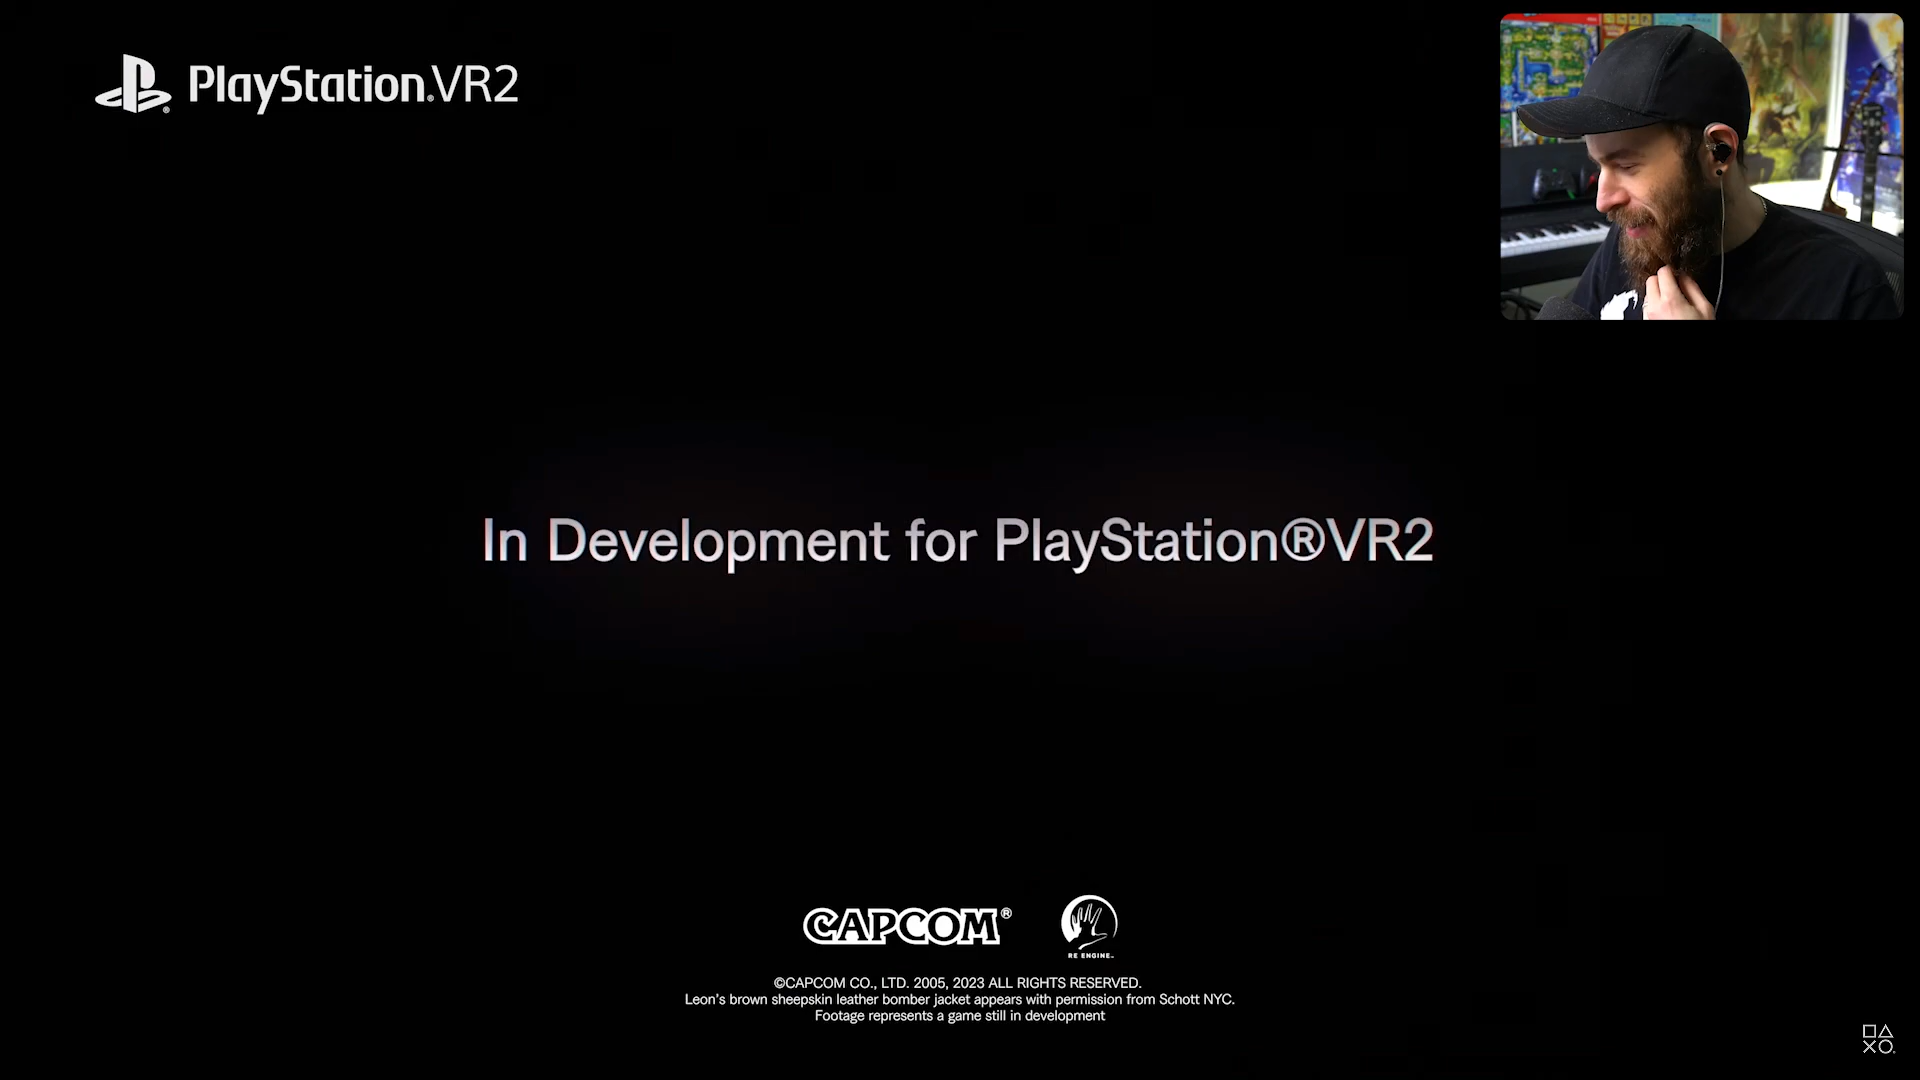 PlayStation®VR2
In Development for PlayStation®VR2
CAPCOM®
RE ENGINE™
©CAPCOM CO., LTD. 2005, 2023 ALL RIGHTS RESERVED.
Leon's brown sheepskin leather bomber jacket appears with permission from Schott NYC.
Footage represents a game still in development